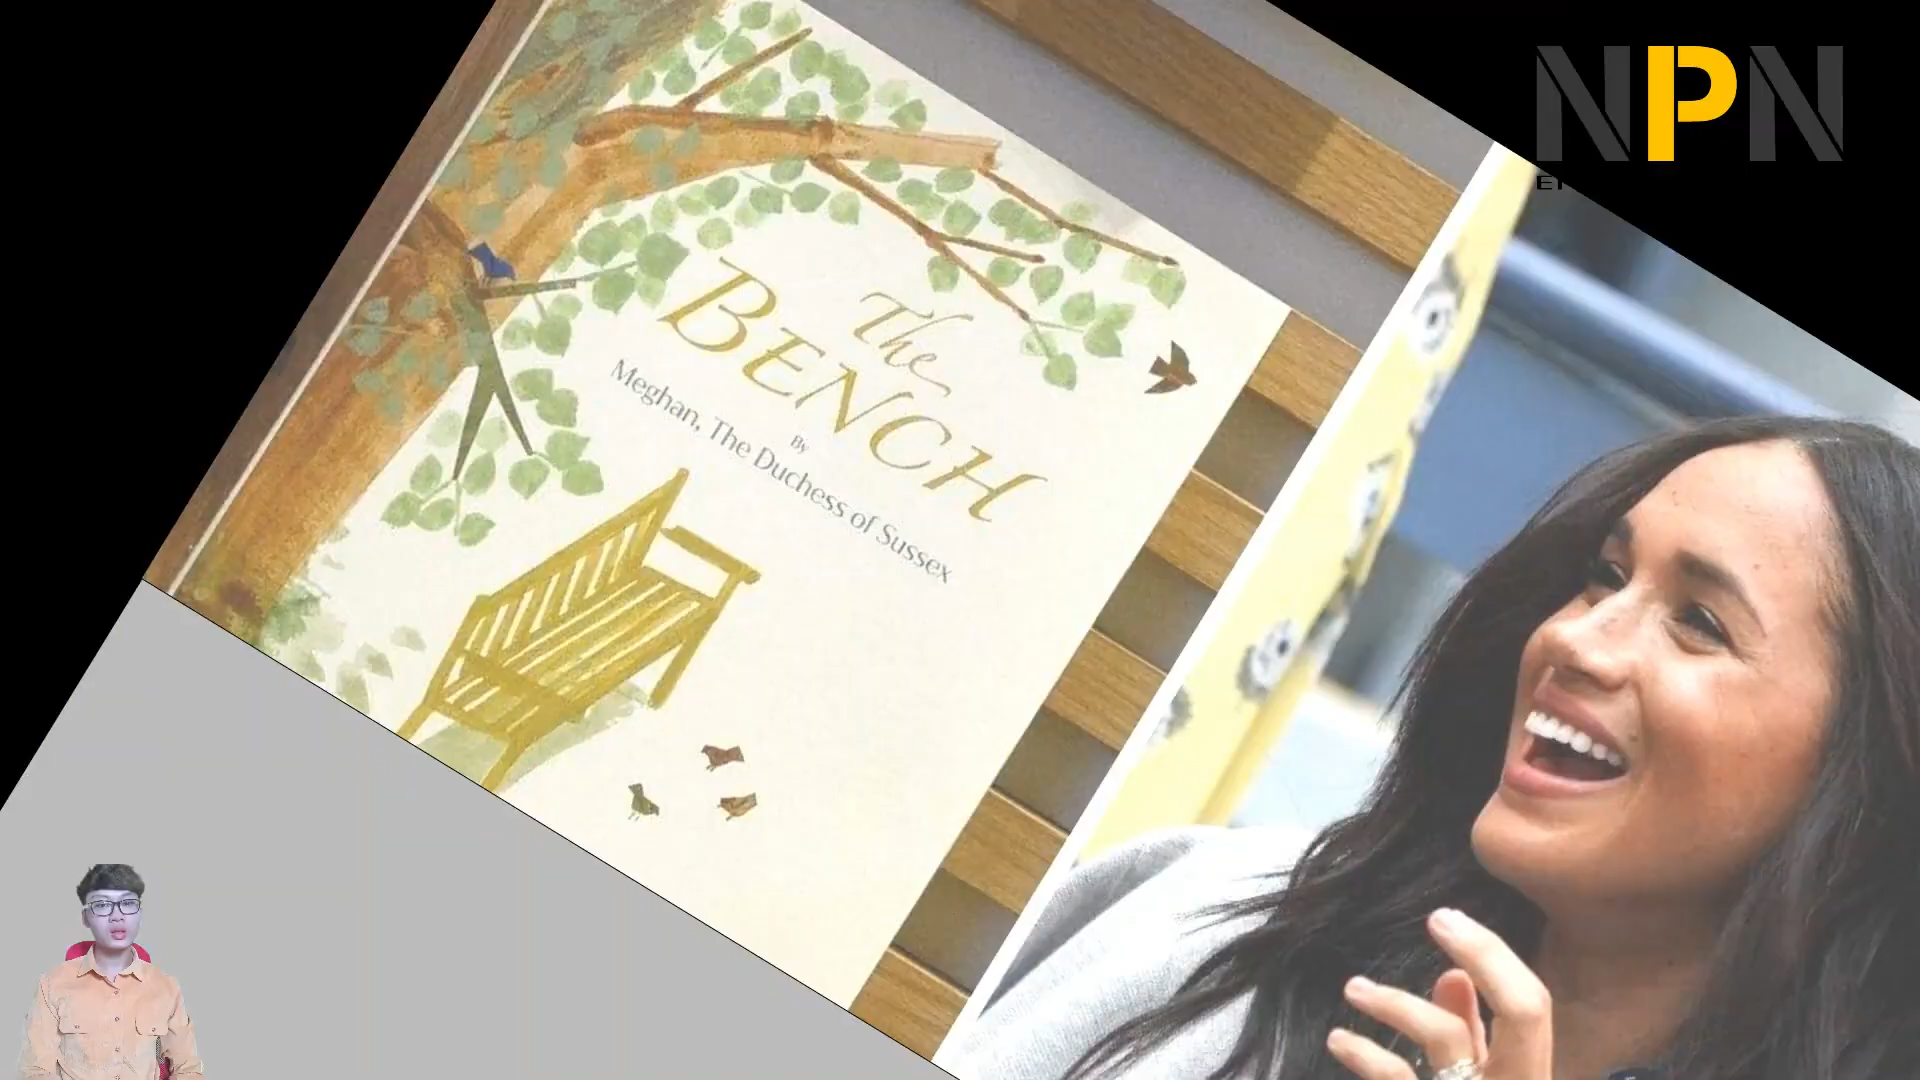 NPN
The
BENCH
By
Meghan, The Duchess of Sussex